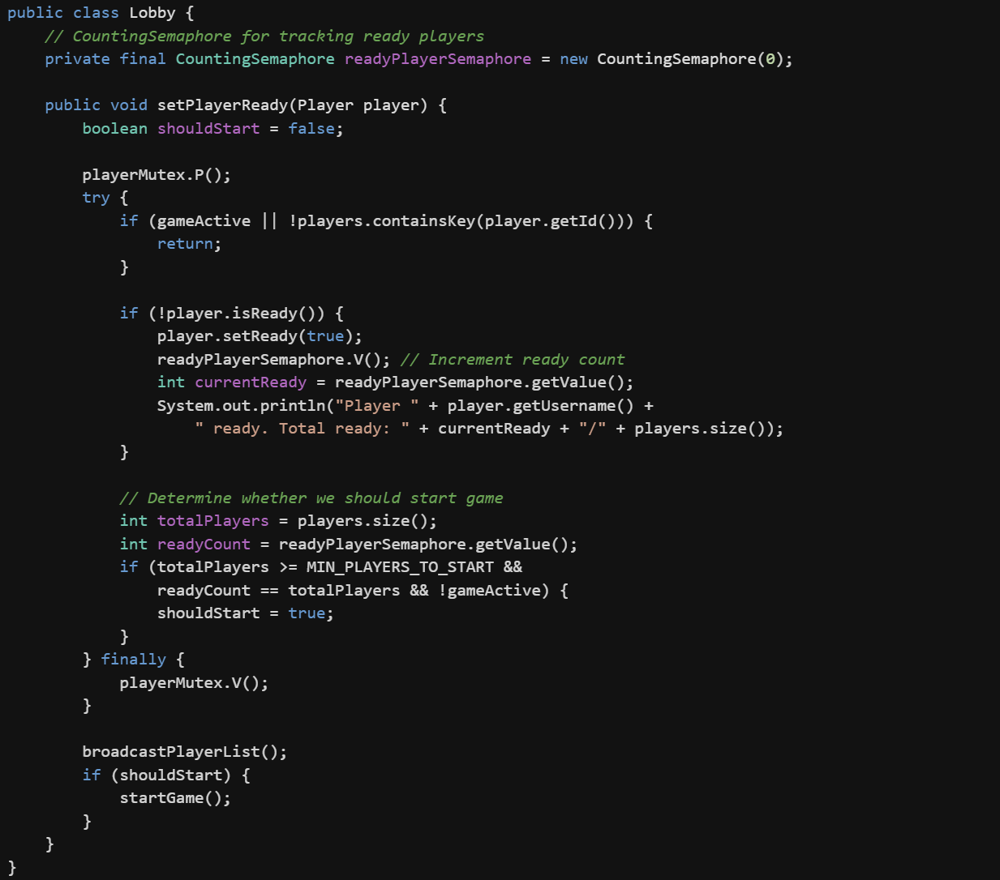 public class Lobby {
    // CountingSemaphore for tracking ready players
    private final CountingSemaphore readyPlayerSemaphore = new CountingSemaphore(0);

    public void setPlayerReady(Player player) {
        boolean shouldStart = false;

        playerMutex.P();
        try {
            if (gameActive || !players.containsKey(player.getId())) {
                return;
            }

            if (!player.isReady()) {
                player.setReady(true);
                readyPlayerSemaphore.V(); // Increment ready count
                int currentReady = readyPlayerSemaphore.getValue();
                System.out.println("Player " + player.getUsername() +
                    " ready. Total ready: " + currentReady + "/" + players.size());
            }

            // Determine whether we should start game
            int totalPlayers = players.size();
            int readyCount = readyPlayerSemaphore.getValue();
            if (totalPlayers >= MIN_PLAYERS_TO_START &&
                readyCount == totalPlayers && !gameActive) {
                shouldStart = true;
            }
        } finally {
            playerMutex.V();
        }

        broadcastPlayerList();
        if (shouldStart) {
            startGame();
        }
    }
}